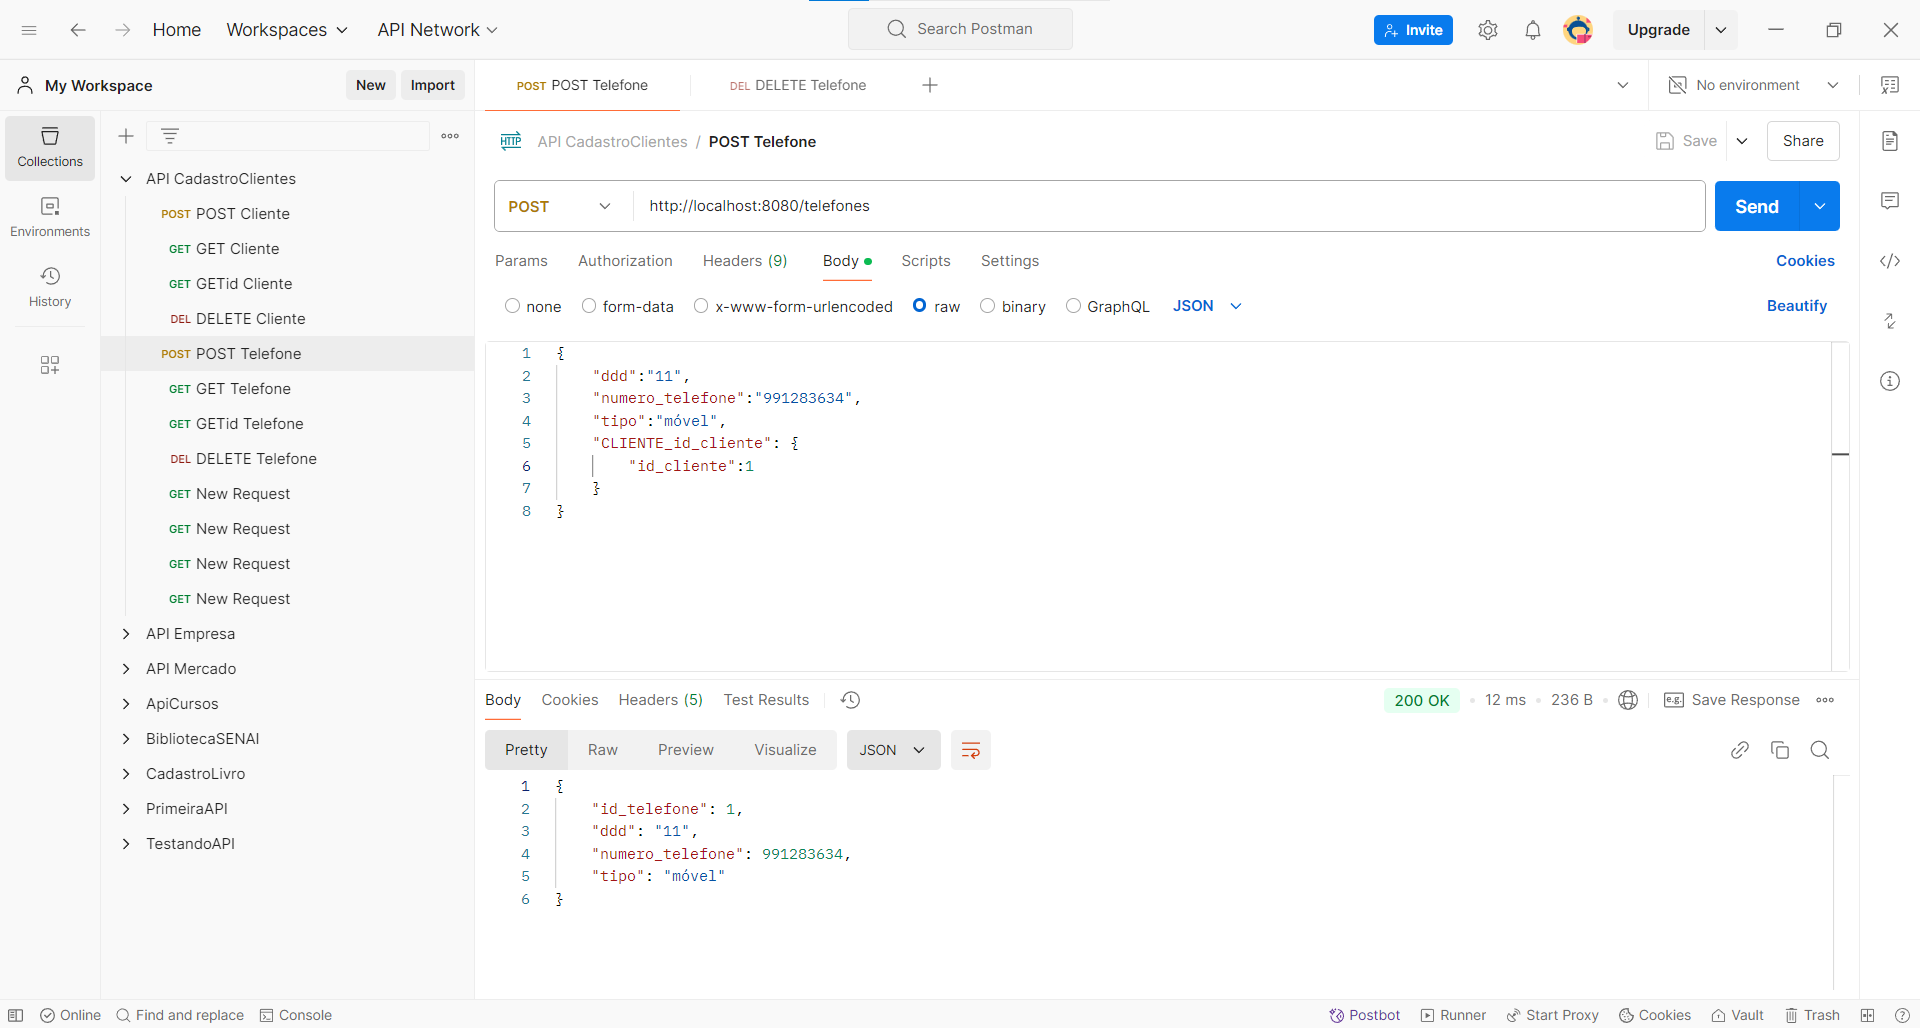 Home Workspaces API Network Search Postman Invite Upgrade
My Workspace New Import
POST POST Telefone DEL DELETE Telefone No environment
Collections
Environments
History
API CadastroClientes
POST POST Cliente
GET GET Cliente
GET GETid Cliente
DEL DELETE Cliente
POST POST Telefone
GET GET Telefone
GET GETid Telefone
DEL DELETE Telefone
GET New Request
GET New Request
GET New Request
GET New Request
API Empresa
API Mercado
ApiCursos
BibliotecaSENAI
CadastroLivro
PrimeiraAPI
TestandoAPI
HTTP API CadastroClientes / POST Telefone Save Share
POST http://localhost:8080/telefones Send
Params Authorization Headers (9) Body Scripts Settings Cookies
none form-data x-www-form-urlencoded raw binary GraphQL JSON Beautify
1 {
2 "ddd":"11",
3 "numero_telefone":"991283634",
4 "tipo":"móvel",
5 "CLIENTE_id_cliente": {
6 "id_cliente":1
7 }
8 }
Body Cookies Headers (5) Test Results 200 OK 12 ms 236 B e.g. Save Response
Pretty Raw Preview Visualize JSON
1 {
2 "id_telefone": 1,
3 "ddd": "11",
4 "numero_telefone": 991283634,
5 "tipo": "móvel"
6 }
Online Find and replace Console Postbot Runner Start Proxy Cookies Vault Trash